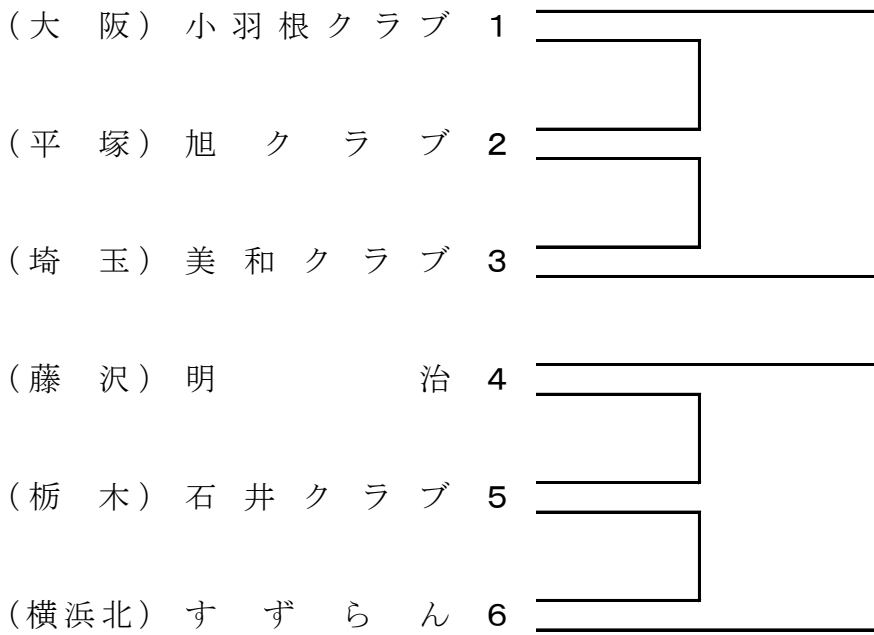 (大 阪) 小羽根クラブ 1
(平 塚) 旭クラブ 2
(埼 玉) 美和クラブ 3
(藤 沢) 明治 4
(栃 木) 石井クラブ 5
(横浜北) すずらん 6